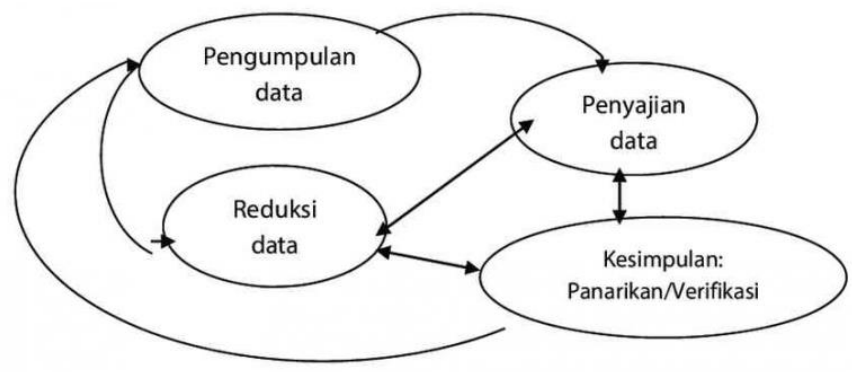 Pengumpulan
data
Penyajian
data
Reduksi
data
Kesimpulan:
Panarikan/Verifikasi